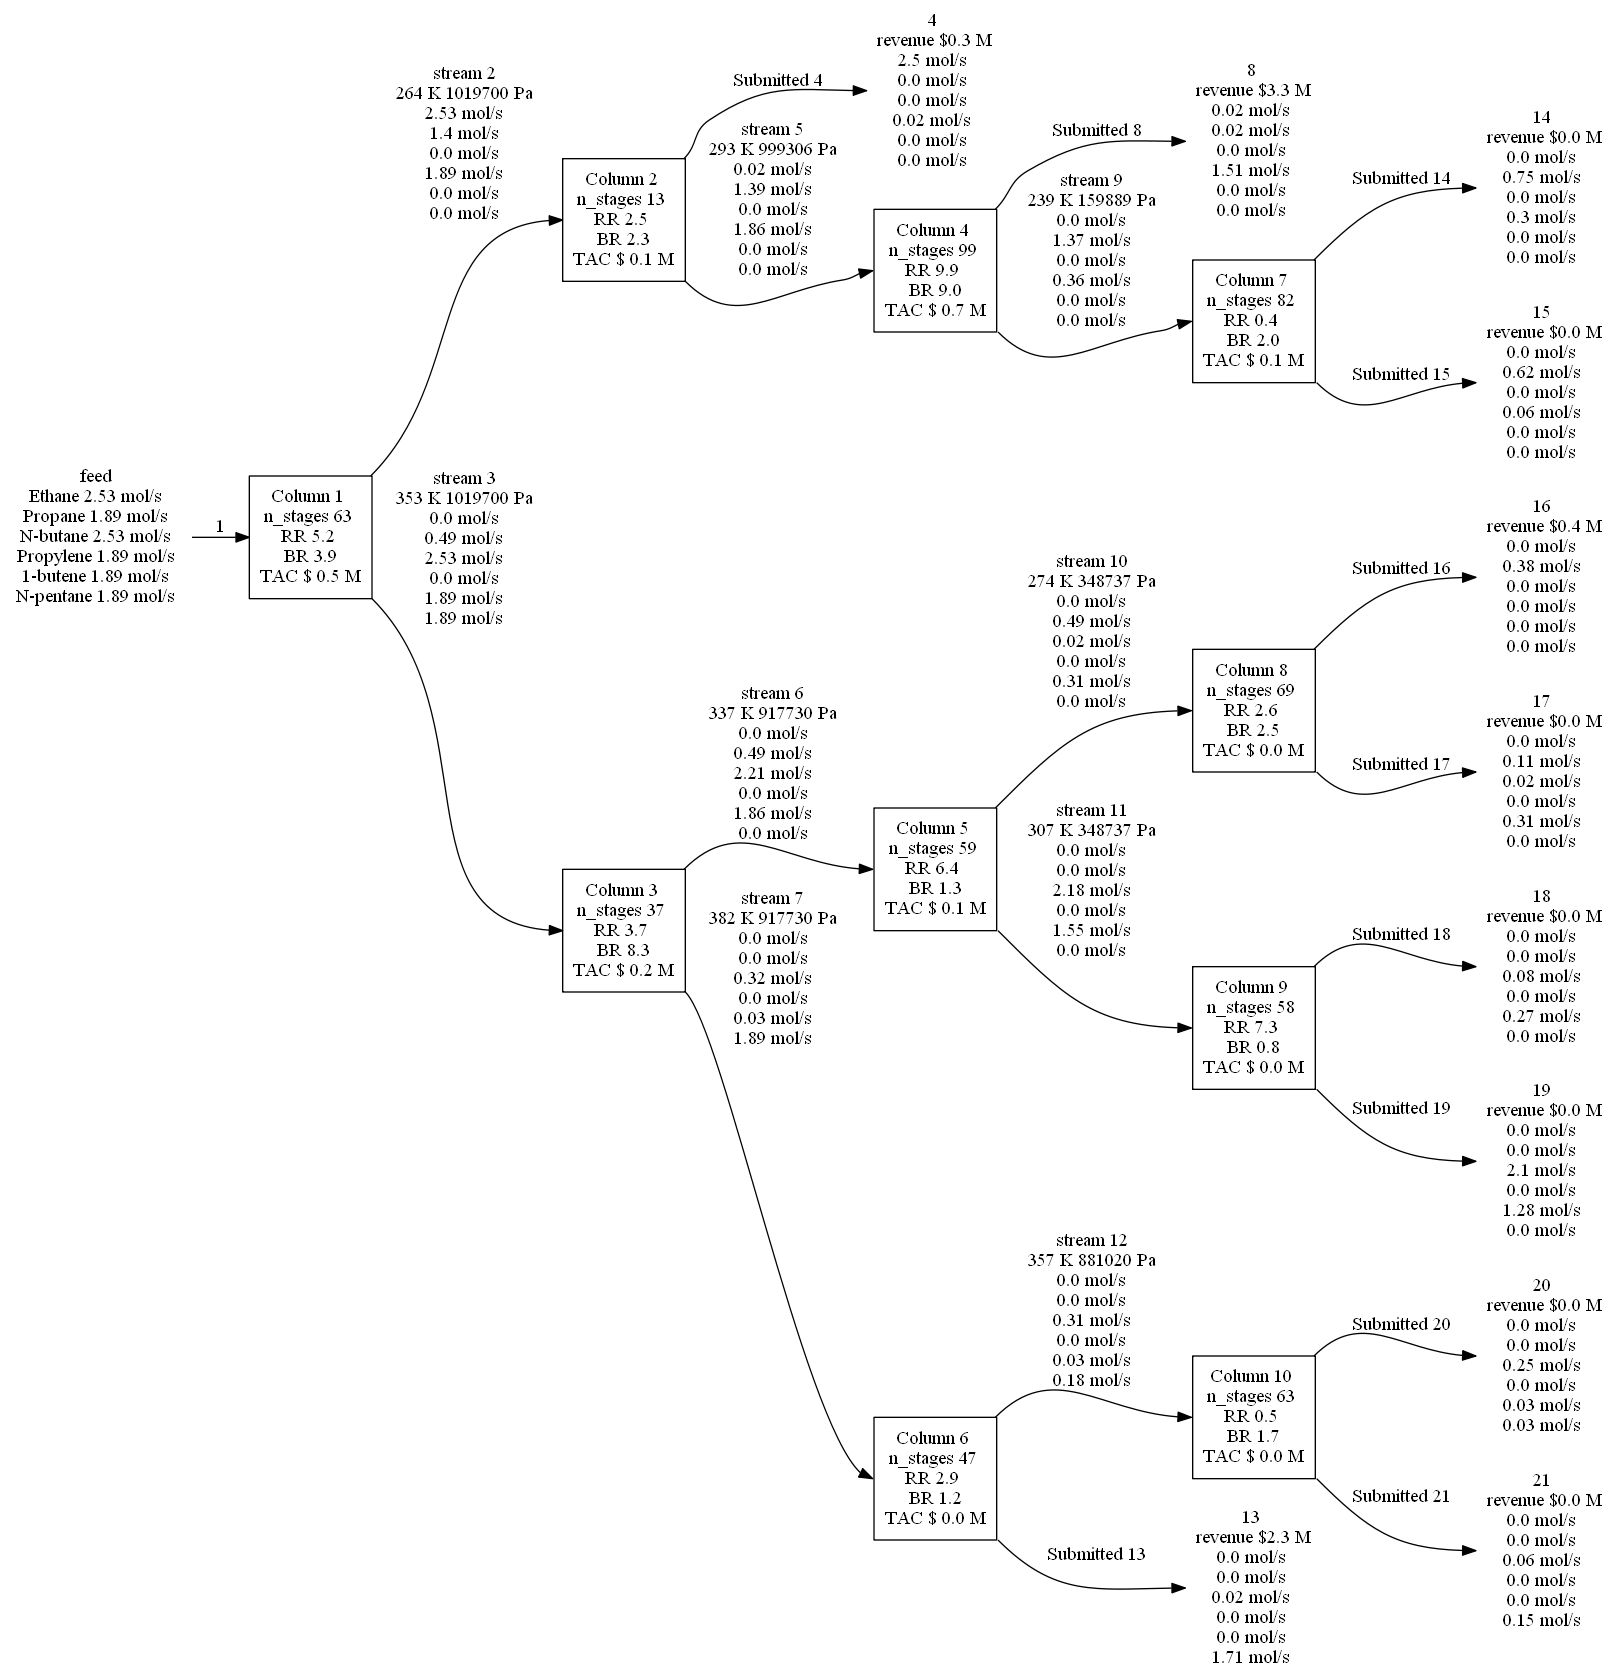 feed
Ethane 2.53 mol/s
Propane 1.89 mol/s
N-butane 2.53 mol/s
Propylene 1.89 mol/s
1-butene 1.89 mol/s
N-pentane 1.89 mol/s
1
Column 1
n_stages 63
RR 5.2
BR 3.9
TAC $ 0.5 M
stream 2
264 K 1019700 Pa
2.53 mol/s
1.4 mol/s
0.0 mol/s
1.89 mol/s
0.0 mol/s
0.0 mol/s
stream 3
353 K 1019700 Pa
0.0 mol/s
0.49 mol/s
2.53 mol/s
0.0 mol/s
1.89 mol/s
1.89 mol/s
Column 2
n_stages 13
RR 2.5
BR 2.3
TAC $ 0.1 M
Submitted 4
4
revenue $0.3 M
2.5 mol/s
0.0 mol/s
0.0 mol/s
0.02 mol/s
0.0 mol/s
0.0 mol/s
stream 5
293 K 999306 Pa
0.02 mol/s
1.39 mol/s
0.0 mol/s
1.86 mol/s
0.0 mol/s
0.0 mol/s
Column 4
n_stages 99
RR 9.9
BR 9.0
TAC $ 0.7 M
Submitted 8
8
revenue $3.3 M
0.02 mol/s
0.02 mol/s
0.0 mol/s
1.51 mol/s
0.0 mol/s
0.0 mol/s
stream 9
239 K 159889 Pa
0.0 mol/s
1.37 mol/s
0.0 mol/s
0.36 mol/s
0.0 mol/s
0.0 mol/s
Column 7
n_stages 82
RR 0.4
BR 2.0
TAC $ 0.1 M
Submitted 14
14
revenue $0.0 M
0.0 mol/s
0.75 mol/s
0.0 mol/s
0.3 mol/s
0.0 mol/s
0.0 mol/s
Submitted 15
15
revenue $0.0 M
0.0 mol/s
0.62 mol/s
0.0 mol/s
0.06 mol/s
0.0 mol/s
0.0 mol/s
Column 3
n_stages 37
RR 3.7
BR 8.3
TAC $ 0.2 M
stream 6
337 K 917730 Pa
0.0 mol/s
0.49 mol/s
2.21 mol/s
0.0 mol/s
1.86 mol/s
0.0 mol/s
stream 7
382 K 917730 Pa
0.0 mol/s
0.0 mol/s
0.32 mol/s
0.0 mol/s
0.03 mol/s
1.89 mol/s
Column 5
n_stages 59
RR 6.4
BR 1.3
TAC $ 0.1 M
stream 10
274 K 348737 Pa
0.0 mol/s
0.49 mol/s
0.02 mol/s
0.0 mol/s
0.31 mol/s
0.0 mol/s
stream 11
307 K 348737 Pa
0.0 mol/s
0.0 mol/s
2.18 mol/s
0.0 mol/s
1.55 mol/s
0.0 mol/s
Column 8
n_stages 69
RR 2.6
BR 2.5
TAC $ 0.0 M
Submitted 16
16
revenue $0.4 M
0.0 mol/s
0.38 mol/s
0.0 mol/s
0.0 mol/s
0.0 mol/s
0.0 mol/s
Submitted 17
17
revenue $0.0 M
0.0 mol/s
0.11 mol/s
0.02 mol/s
0.0 mol/s
0.31 mol/s
0.0 mol/s
Column 9
n_stages 58
RR 7.3
BR 0.8
TAC $ 0.0 M
Submitted 18
18
revenue $0.0 M
0.0 mol/s
0.0 mol/s
0.08 mol/s
0.0 mol/s
0.27 mol/s
0.0 mol/s
Submitted 19
19
revenue $0.0 M
0.0 mol/s
0.0 mol/s
2.1 mol/s
0.0 mol/s
1.28 mol/s
0.0 mol/s
Column 6
n_stages 47
RR 2.9
BR 1.2
TAC $ 0.0 M
stream 12
357 K 881020 Pa
0.0 mol/s
0.0 mol/s
0.31 mol/s
0.0 mol/s
0.03 mol/s
0.18 mol/s
Submitted 13
13
revenue $2.3 M
0.0 mol/s
0.0 mol/s
0.02 mol/s
0.0 mol/s
0.0 mol/s
1.71 mol/s
Column 10
n_stages 63
RR 0.5
BR 1.7
TAC $ 0.0 M
Submitted 20
20
revenue $0.0 M
0.0 mol/s
0.0 mol/s
0.25 mol/s
0.0 mol/s
0.03 mol/s
0.03 mol/s
Submitted 21
21
revenue $0.0 M
0.0 mol/s
0.0 mol/s
0.06 mol/s
0.0 mol/s
0.0 mol/s
0.15 mol/s